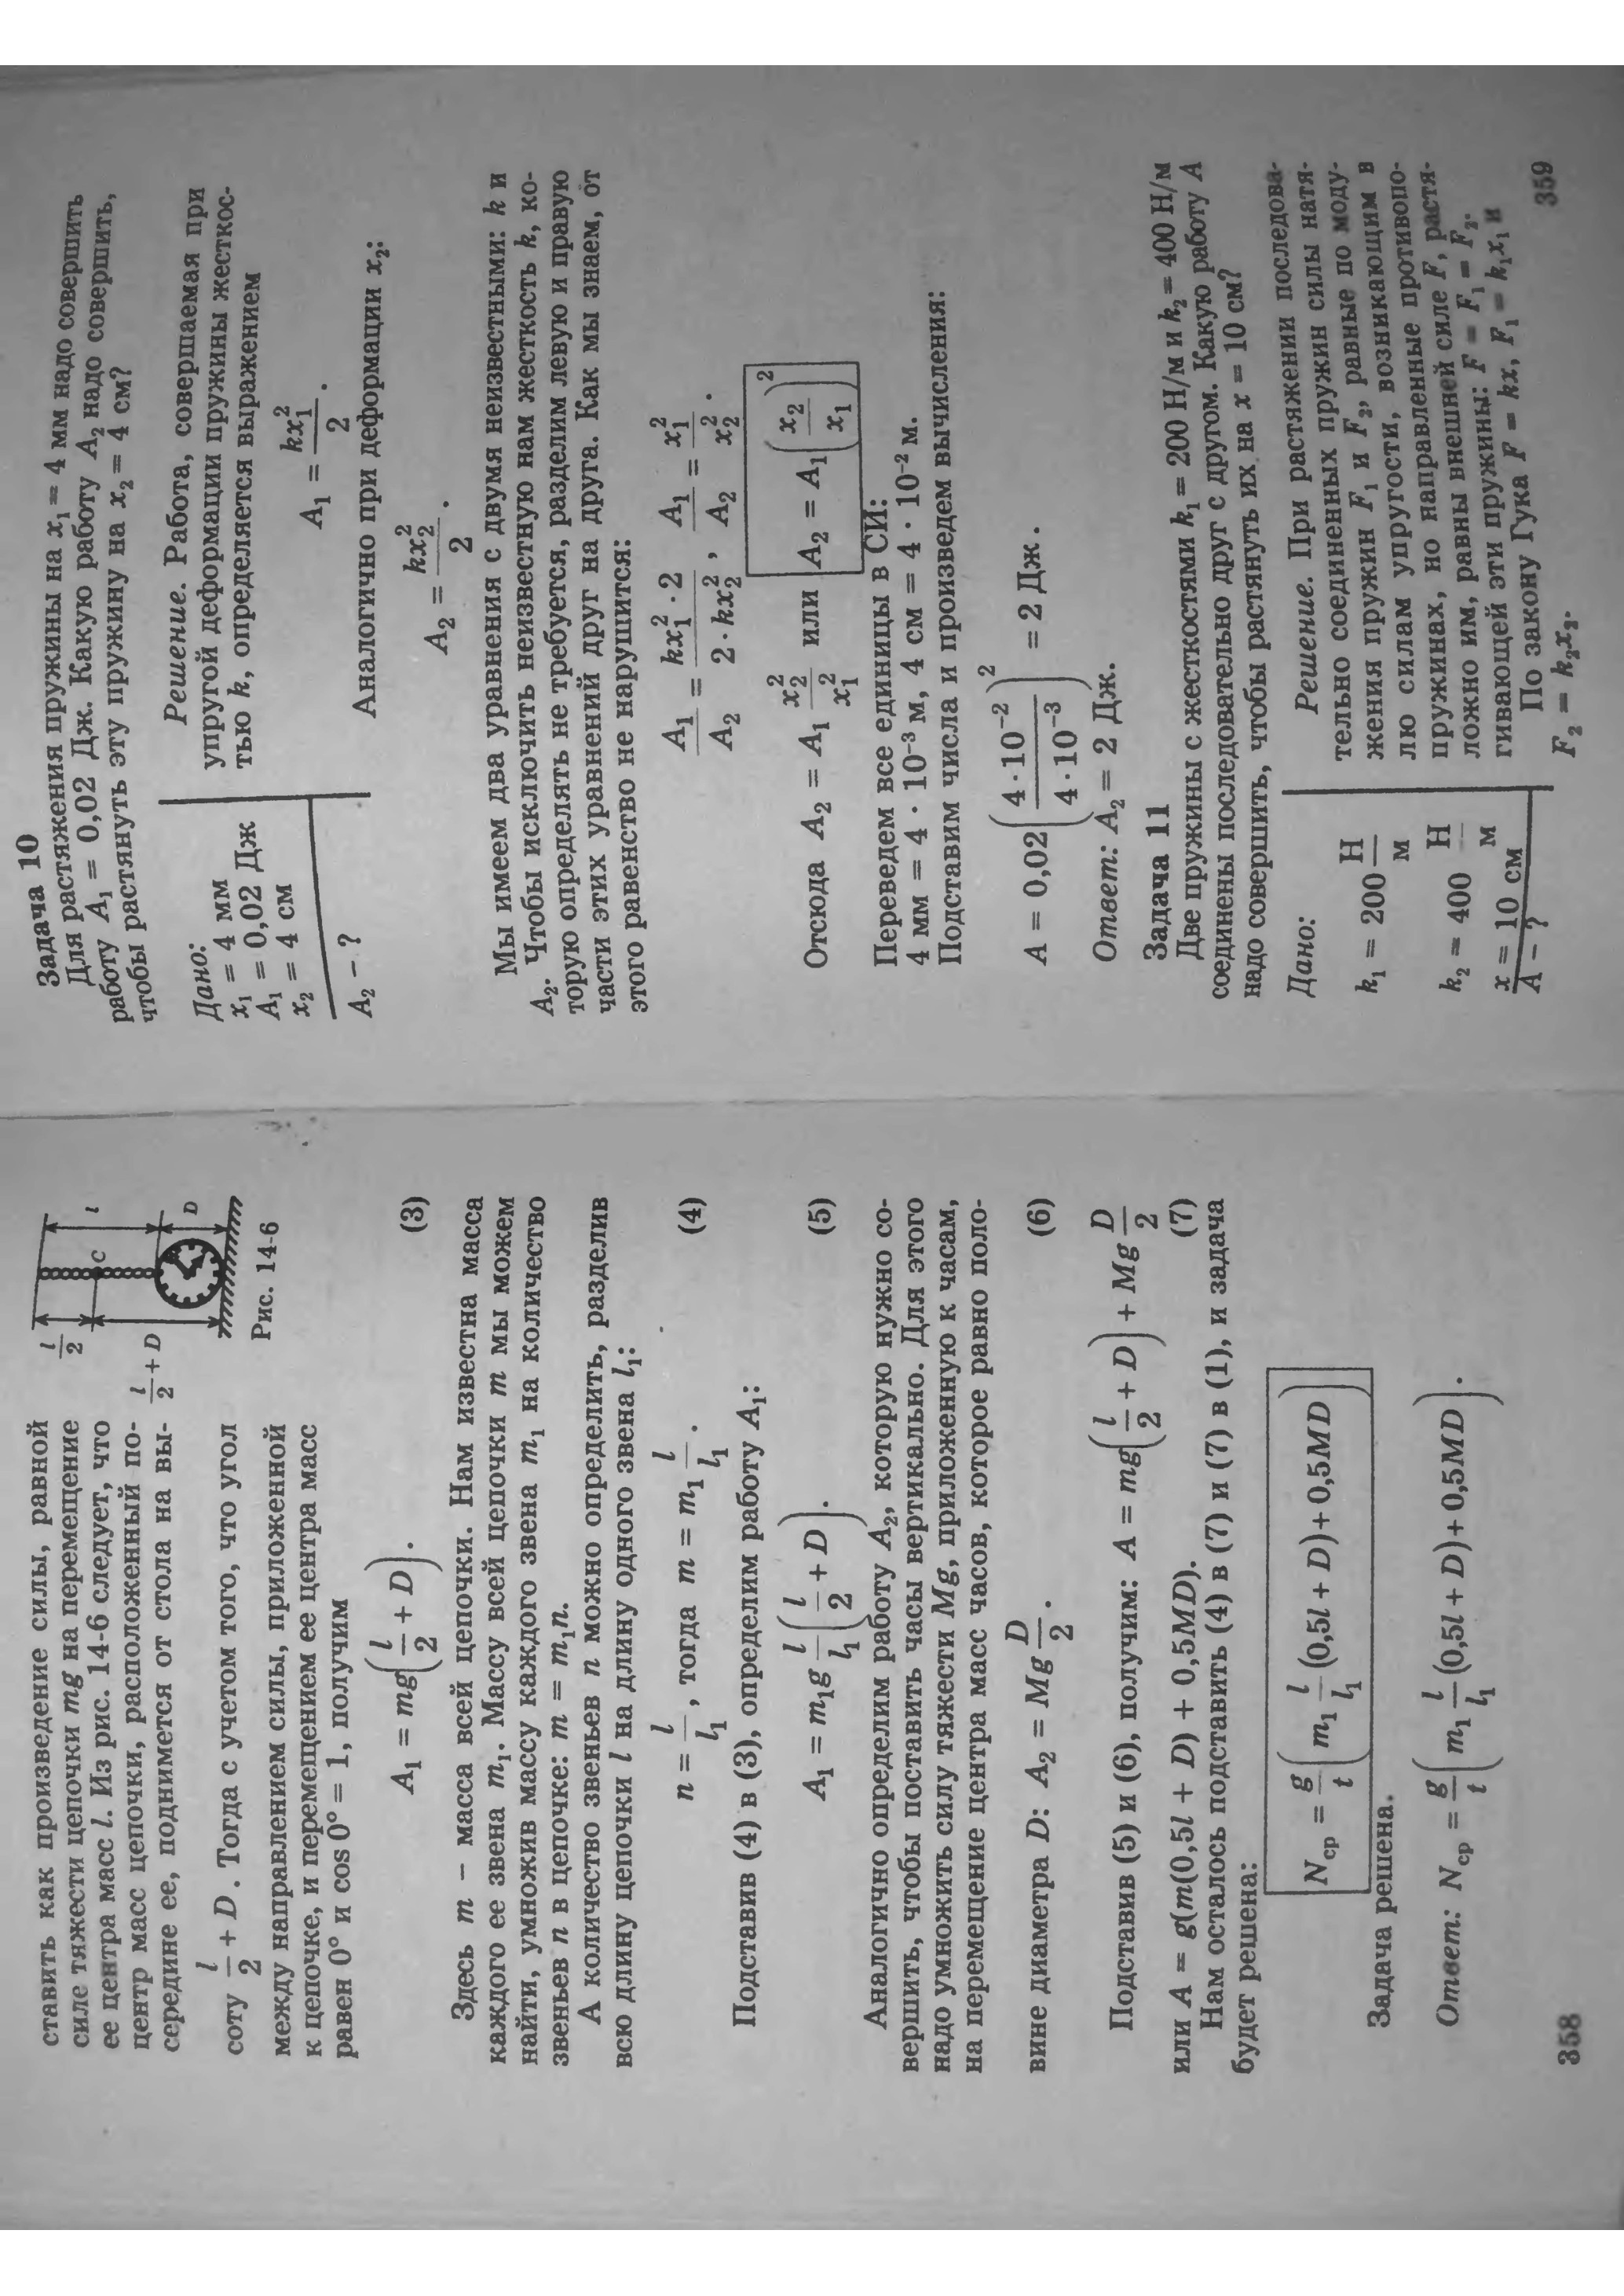 ставить как произведение силы, равной
силе тяжести цепочки mg на перемещение
ее центра масс l. Из рис. 14-6 следует, что
центр масс цепочки, расположенный по-
середине ее, поднимется от стола на вы-
соту l/2 + D. Тогда с учетом того, что угол
между направлением силы, приложенной
к цепочке, и перемещением ее центра масс
равен 0° и cos 0° = 1, получим
l/2
l/2 + D
C
l
D
Рис. 14-6
A₁ = mg(l/2 + D). (3)
Здесь m – масса всей цепочки. Нам известна масса
каждого ее звена m₁. Массу всей цепочки m мы можем
найти, умножив массу каждого звена m₁ на количество
звеньев n в цепочке: m = m₁n.
А количество звеньев n можно определить, разделив
всю длину цепочки l на длину одного звена l₁:
n = l/l₁, тогда m = m₁ l/l₁. (4)
Подставив (4) в (3), определим работу A₁:
A₁ = m₁g l/l₁ (l/2 + D). (5)
Аналогично определим работу A₂, которую нужно со-
вершить, чтобы поставить часы вертикально. Для этого
надо умножить силу тяжести Mg, приложенную к часам,
на перемещение центра масс часов, которое равно поло-
вине диаметра D: A₂ = Mg D/2. (6)
Подставив (5) и (6), получим: A = mg(l/2 + D) + Mg D/2
или A = g(m(0,5l + D) + 0,5MD). (7)
Нам осталось подставить (4) в (7) и (7) в (1), и задача
будет решена:
Nср = g/t (m₁ l/l₁ (0,5l + D) + 0,5MD)
Задача решена.
Ответ: Nср = g/t (m₁ l/l₁ (0,5l + D) + 0,5MD).
358
Задача 10
Для растяжения пружины на x₁ = 4 мм надо совершить
работу A₁ = 0,02 Дж. Какую работу A₂ надо совершить,
чтобы растянуть эту пружину на x₂ = 4 см?
Дано:
x₁ = 4 мм
A₁ = 0,02 Дж
x₂ = 4 см
A₂ – ?
Решение. Работа, совершаемая при
упругой деформации пружины жесткос-
тью k, определяется выражением
A₁ = kx₁²/2.
Аналогично при деформации x₂:
A₂ = kx₂²/2.
Мы имеем два уравнения с двумя неизвестными: k и
A₂. Чтобы исключить неизвестную нам жесткость k, ко-
торую определять не требуется, разделим левую и правую
части этих уравнений друг на друга. Как мы знаем, от
этого равенство не нарушится:
A₁/A₂ = kx₁²·2/2·kx₂², A₁/A₂ = x₁²/x₂².
Отсюда A₂ = A₁ x₂²/x₁² или A₂ = A₁(x₂/x₁)²
Переведем все единицы в СИ:
4 мм = 4 · 10⁻³ м, 4 см = 4 · 10⁻² м.
Подставим числа и произведем вычисления:
A = 0,02(4·10⁻²/4·10⁻³)² = 2 Дж.
Ответ: A₂ = 2 Дж.
Задача 11
Две пружины с жесткостями k₁ = 200 Н/м и k₂ = 400 Н/м
соединены последовательно друг с другом. Какую работу A
надо совершить, чтобы растянуть их на x = 10 см?
Дано:
k₁ = 200 Н/м
k₂ = 400 Н/м
x = 10 см
A – ?
Решение. При растяжении последова-
тельно соединенных пружин силы натя-
жения пружин F₁ и F₂, равные по моду-
лю силам упругости, возникающим в
пружинах, но направленные противопо-
ложно им, равны внешней силе F, растя-
гивающей эти пружины: F = F₁ = F₂.
По закону Гука F = kx, F₁ = k₁x₁ и
F₂ = k₂x₂.
359